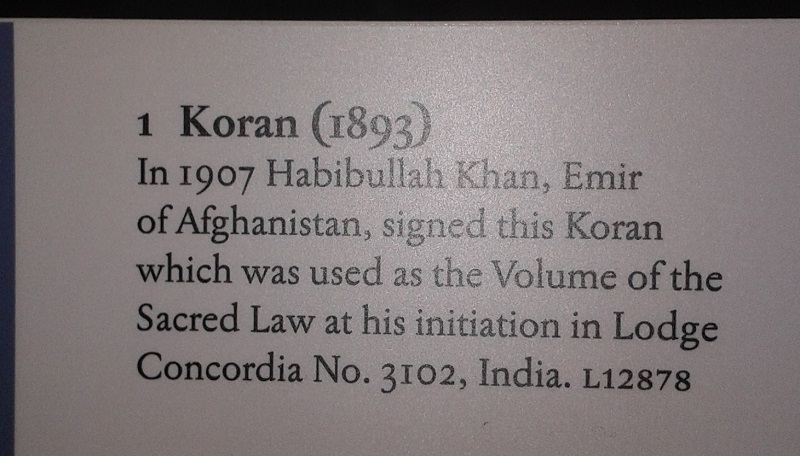 1 Koran (1893)
In 1907 Habibullah Khan, Emir
of Afghanistan, signed this Koran
which was used as the Volume of the
Sacred Law at his initiation in Lodge
Concordia No. 3102, India. L12878